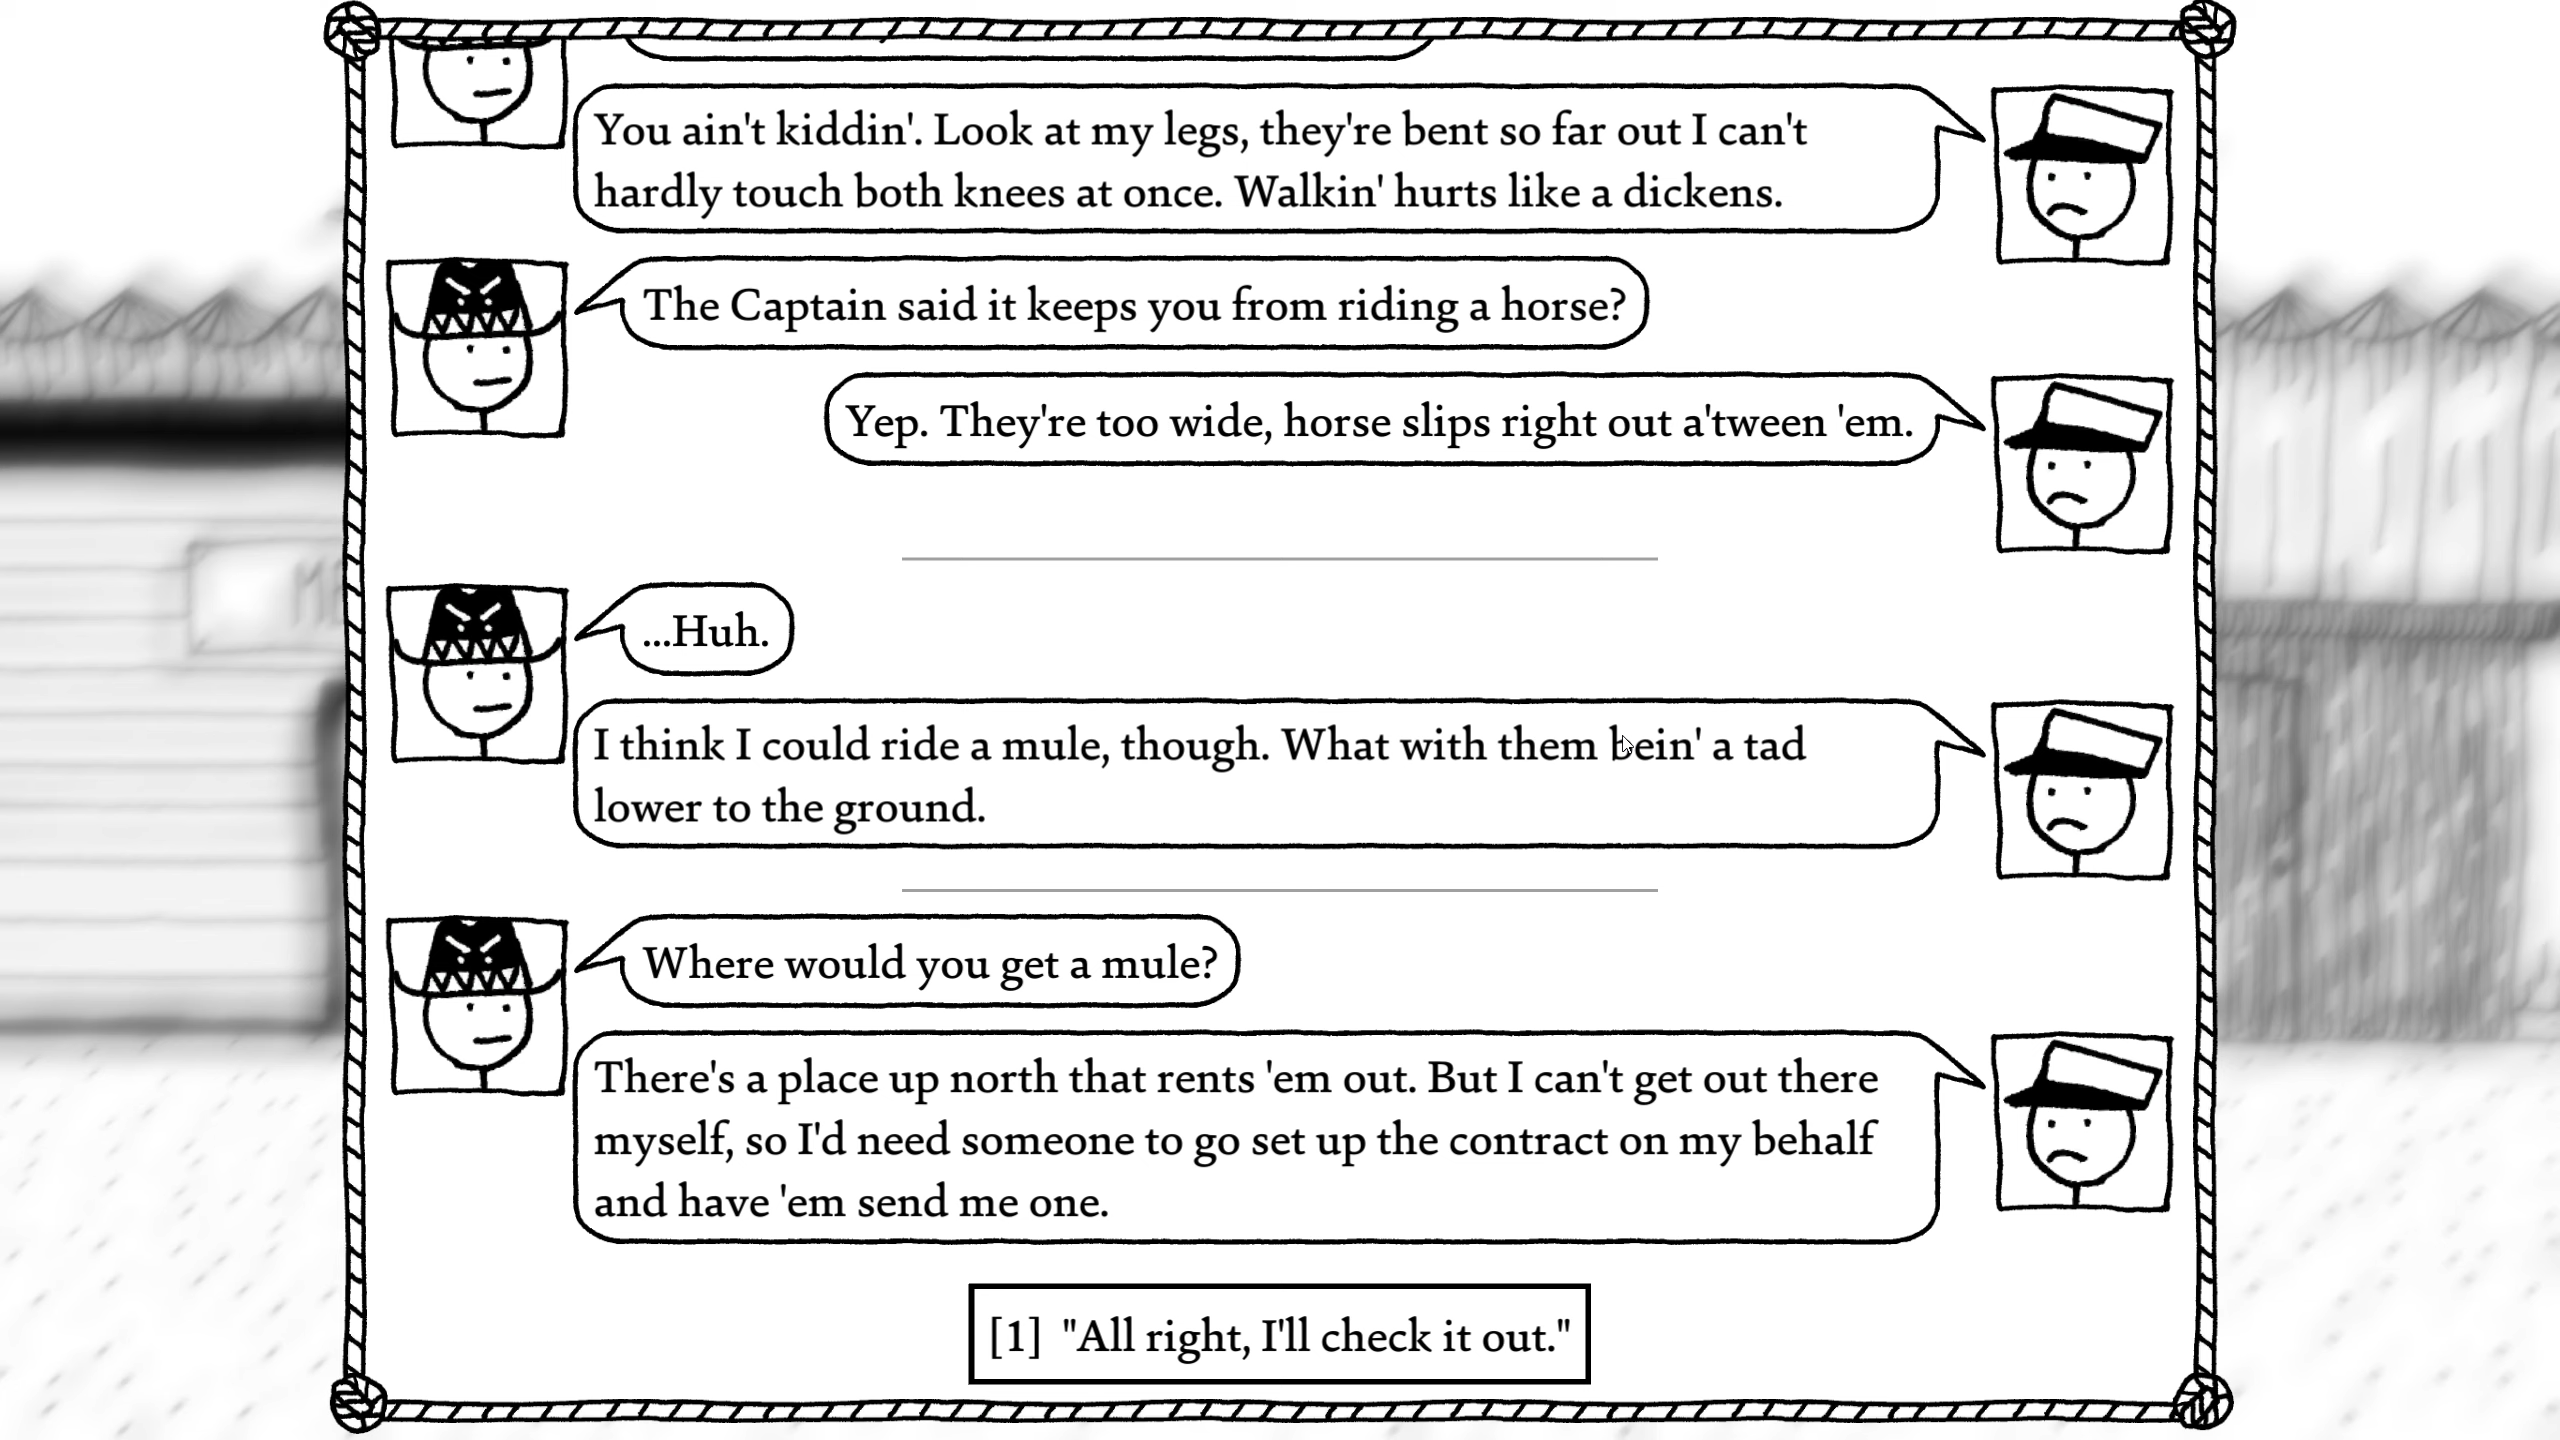 You ain't kiddin'. Look at my legs, they're bent so far out I can't
hardly touch both knees at once. Walkin' hurts like a dickens.
The Captain said it keeps you from riding a horse?
Yep. They're too wide, horse slips right out a'tween 'em.
...Huh.
I think I could ride a mule, though. What with them bein' a tad
lower to the ground.
Where would you get a mule?
There's a place up north that rents 'em out. But I can't get out there
myself, so I'd need someone to go set up the contract on my behalf
and have 'em send me one.
[1] "All right, I'll check it out."